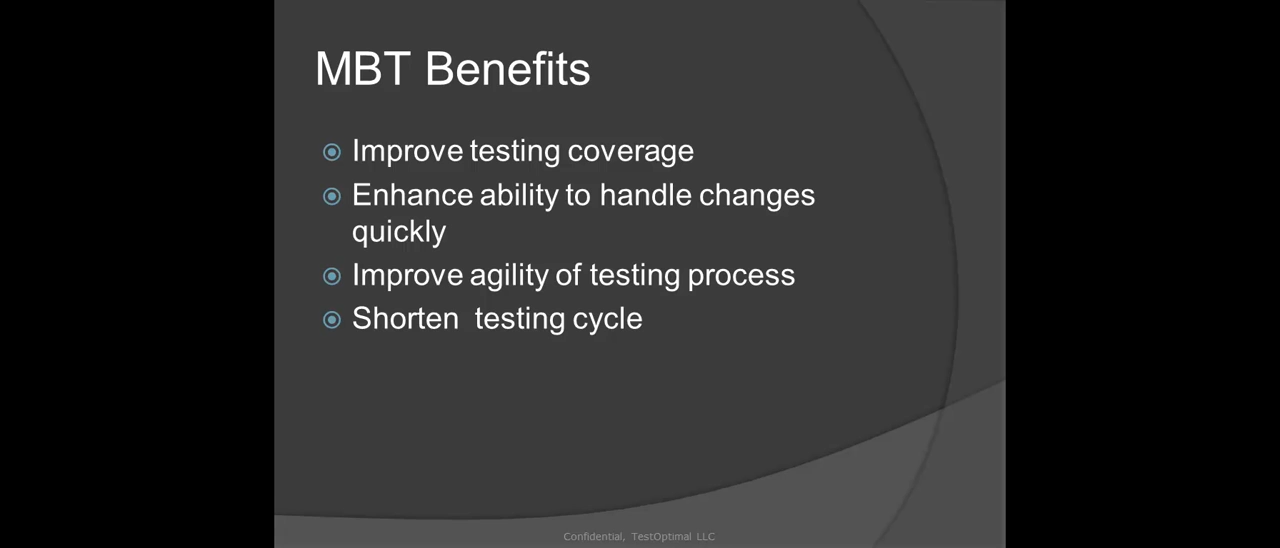 MBT Benefits
Improve testing coverage
Enhance ability to handle changes
quickly
Improve agility of testing process
Shorten  testing cycle
Confidential, TestOptimal LLC